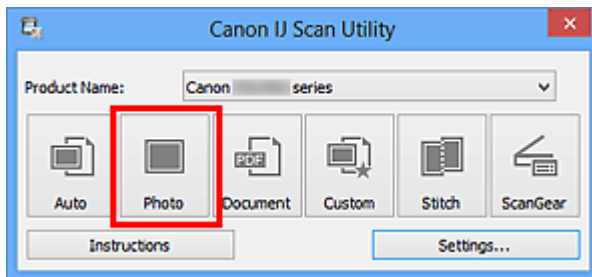 Canon IJ Scan Utility
Product Name: Canon series
PDF
Auto Photo Document Custom Stitch ScanGear
Instructions Settings...